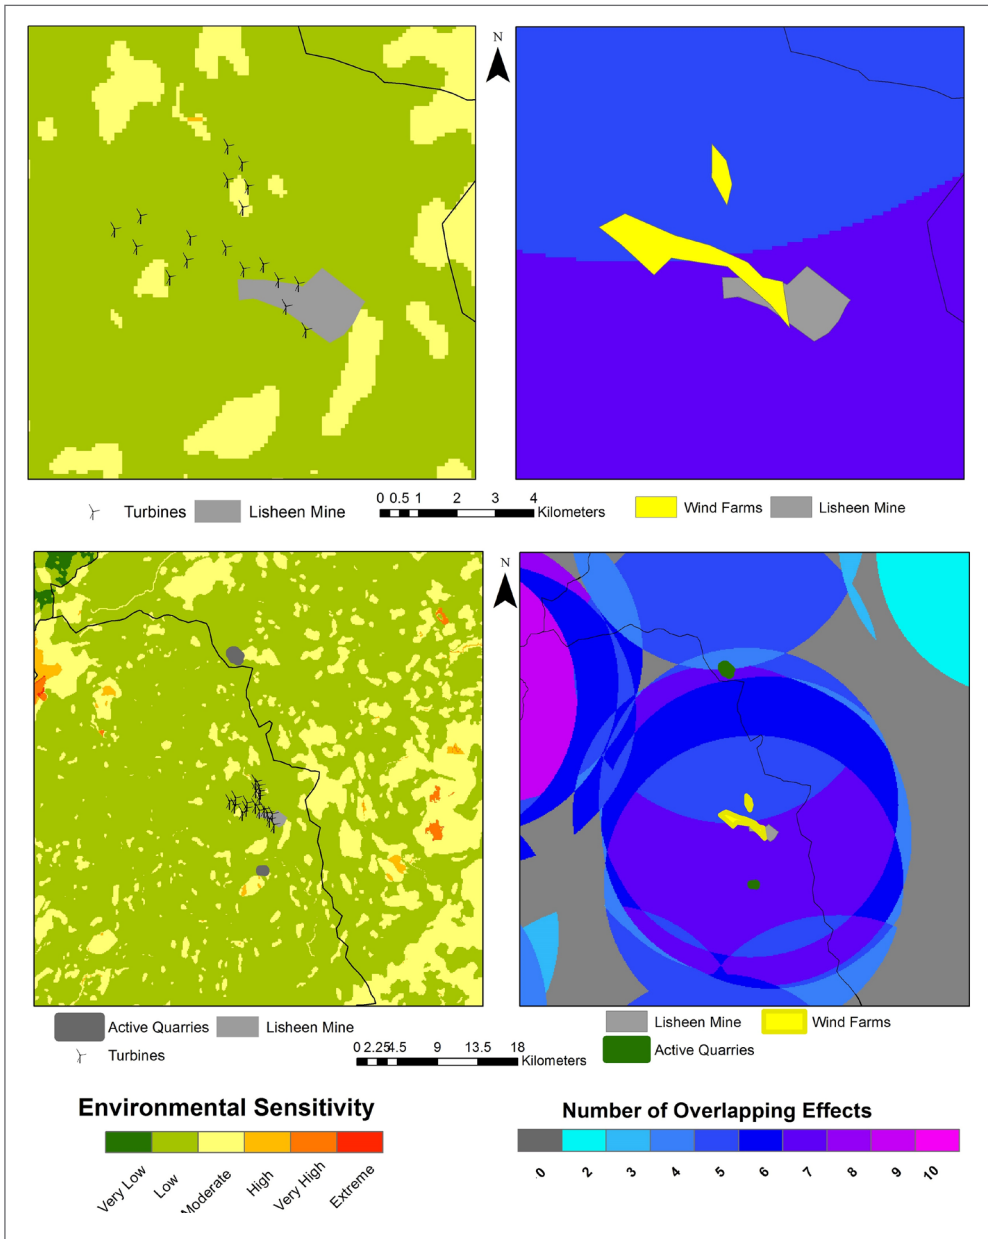 N
0 0.5 1 2 3 4
Turbines Lisheen Mine Kilometers Wind Farms Lisheen Mine
N
Active Quarries Lisheen Mine
Turbines
0 2.254.5 9 13.5 18
Kilometers
Lisheen Mine Wind Farms
Active Quarries
Environmental Sensitivity
Very Low Low Moderate High Very High Extreme
Number of Overlapping Effects
0 2 3 4 5 6 7 8 9 10